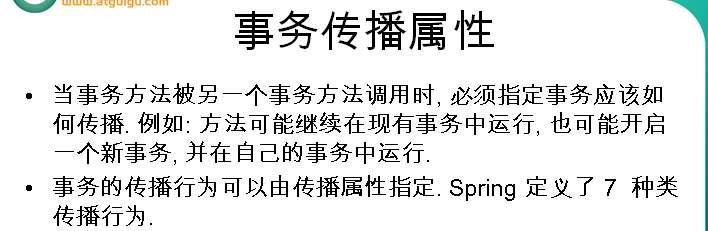 www.atguigu.com
事务传播属性
• 当事务方法被另一个事务方法调用时, 必须指定事务应该如
何传播. 例如: 方法可能继续在现有事务中运行, 也可能开启
一个新事务, 并在自己的事务中运行.
• 事务的传播行为可以由传播属性指定. Spring 定义了 7 种类
传播行为.